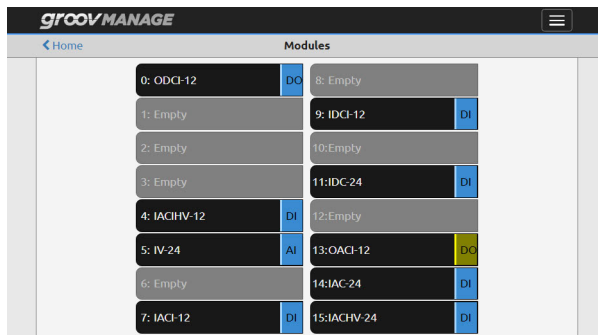 groovMANAGE
Home
Modules
0: ODCI-12 DO
1: Empty
2: Empty
3: Empty
4: IACIHV-12 DI
5: IV-24 AI
6: Empty
7: IACI-12 DI
8: Empty
9: IDCI-12 DI
10:Empty
11:IDC-24 DI
12:Empty
13:OACI-12 DO
14:IAC-24 DI
15:IACHV-24 DI